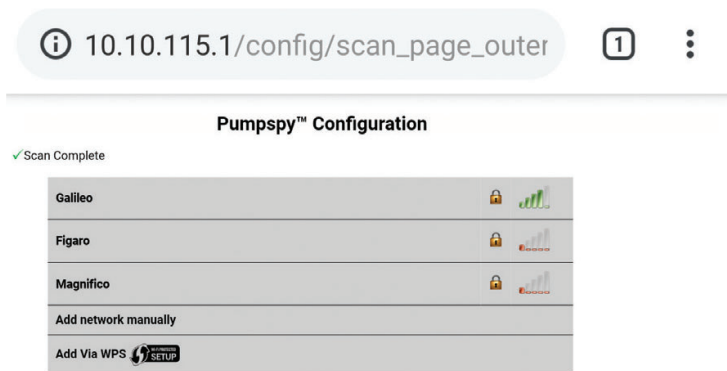 10.10.115.1/config/scan_page_outer
1
Pumpspy™ Configuration
✓Scan Complete
Galileo
Figaro
Magnifico
Add network manually
Add Via WPS
SETUP